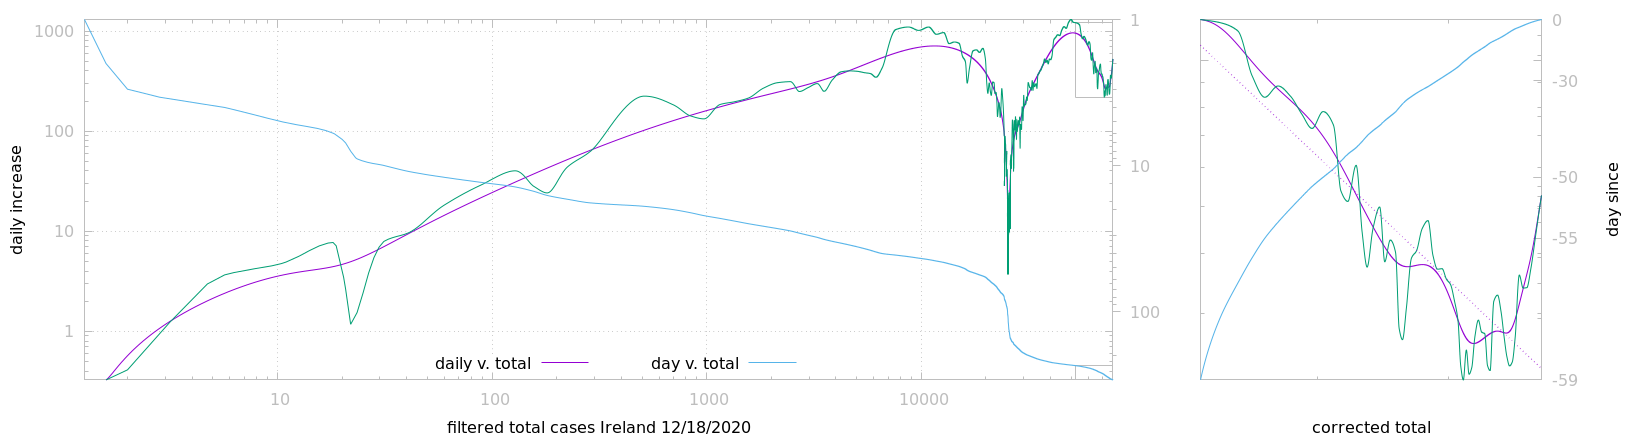 1000
100
10
1
daily increase
10
100
1000
10000
filtered total cases Ireland 12/18/2020
daily v. total
day v. total
1
10
100
0
-30
-50
-55
-59
day since
corrected total